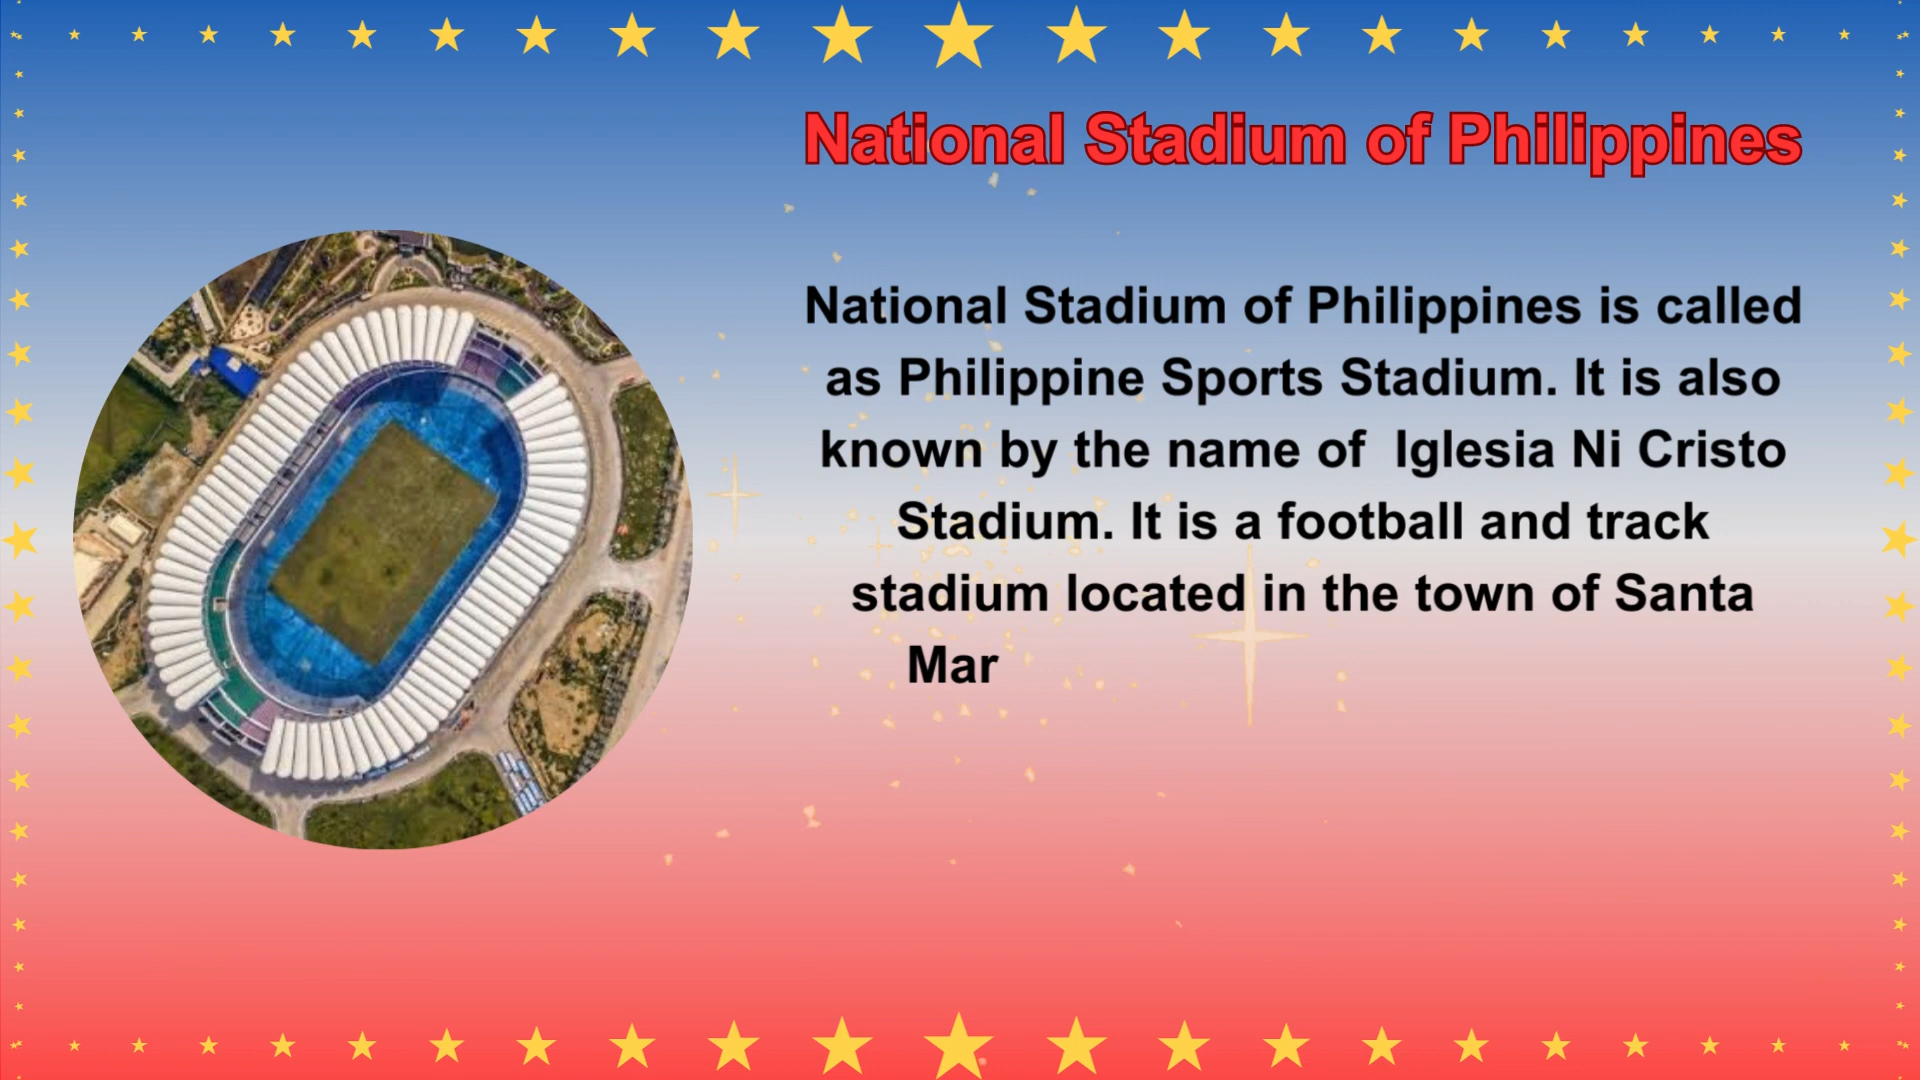 National Stadium of Philippines
National Stadium of Philippines is called
as Philippine Sports Stadium. It is also
known by the name of  Iglesia Ni Cristo
Stadium. It is a football and track
stadium located in the town of Santa
Mar